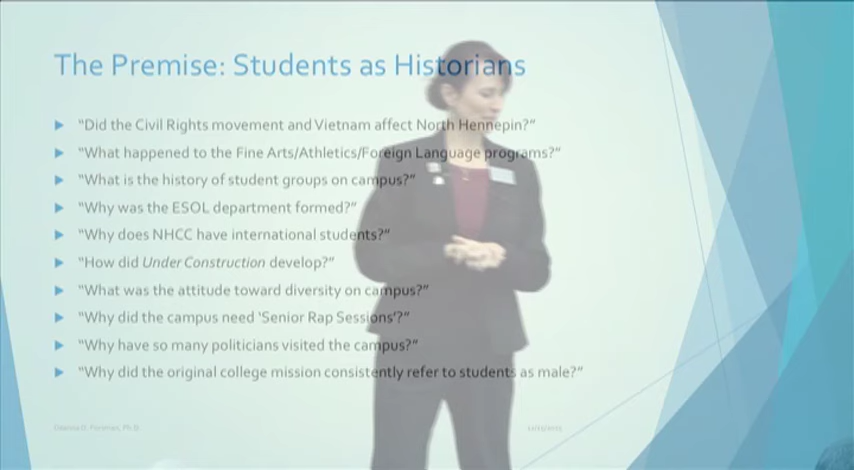 The Premise: Students as Historians
"Did the Civil Rights movement and Vietnam affect North Hennepin?"
"What happened to the Fine Arts/Athletics/Foreign Language programs?"
"What is the history of student groups on campus?"
"Why was the ESOL department formed?"
"Why does NHCC have international students?"
"How did Under Construction develop?"
"What was the attitude toward diversity on campus?"
"Why did the campus need 'Senior Rap Sessions'?"
"Why have so many politicians visited the campus?"
"Why did the original college mission consistently refer to students as male?"
Ph.D.